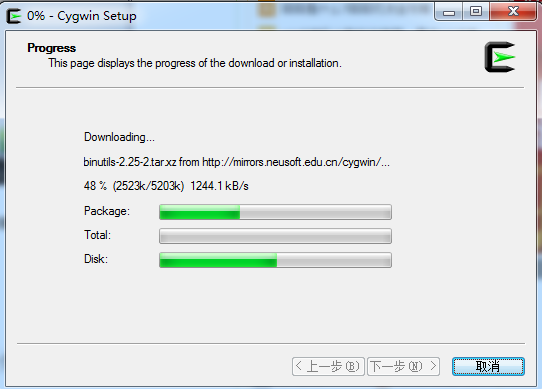 0% - Cygwin Setup
Progress
This page displays the progress of the download or installation.
Downloading...
binutils-2.25-2.tar.xz from http://mirrors.neusoft.edu.cn/cygwin/...
48 % (2523k/5203k) 1244.1 kB/s
Package:
Total:
Disk:
< 上一步(B) 下一步(N) > 取消